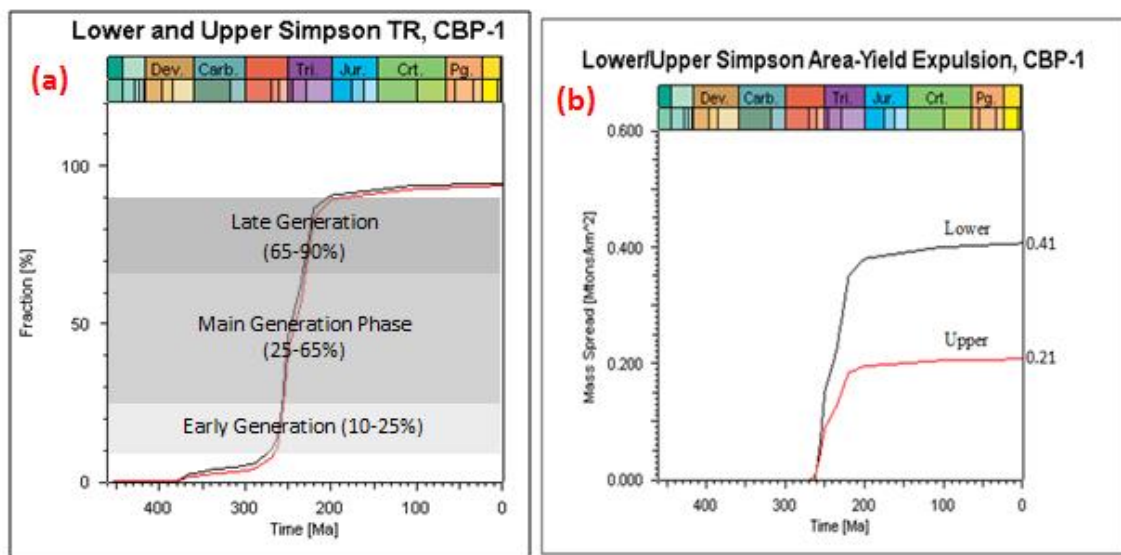 Lower and Upper Simpson TR, CBP-1
(a)
Dev. Carb. Tri. Jur. Crt. Pg.
100
50
0
Fraction [%]
Late Generation
(65-90%)
Main Generation Phase
(25-65%)
Early Generation (10-25%)
400 300 200 100 0
Time [Ma]
Lower/Upper Simpson Area-Yield Expulsion, CBP-1
(b)
Dev. Carb. Tri. Jur. Crt. Pg.
0.600
0.400
0.200
0.000
Mass Spread [Mtons/km^2]
Lower
0.41
Upper
0.21
400 300 200 100 0
Time [Ma]